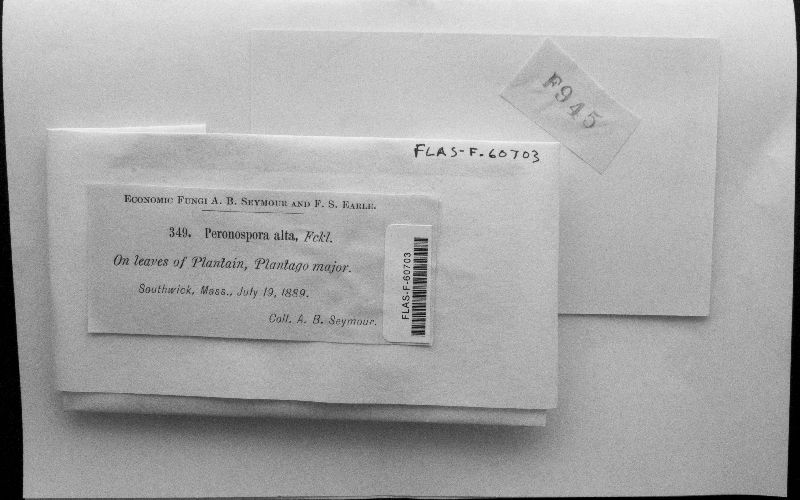 F945
FLAS-F-60703
ECONOMIC FUNGI A. B. SEYMOUR AND F. S. EARLE.
349. Peronospora alta, Fckl.
On leaves of Plantain, Plantago major.
Southwick, Mass., July 19, 1889.
Coll. A. B. Seymour.
FLAS-F-60703